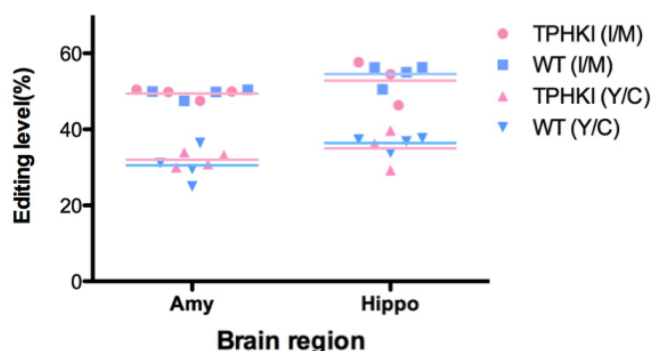 Editing level(%)
60
40
20
0
Amy
Hippo
Brain region
TPHKI (I/M)
WT (I/M)
TPHKI (Y/C)
WT (Y/C)